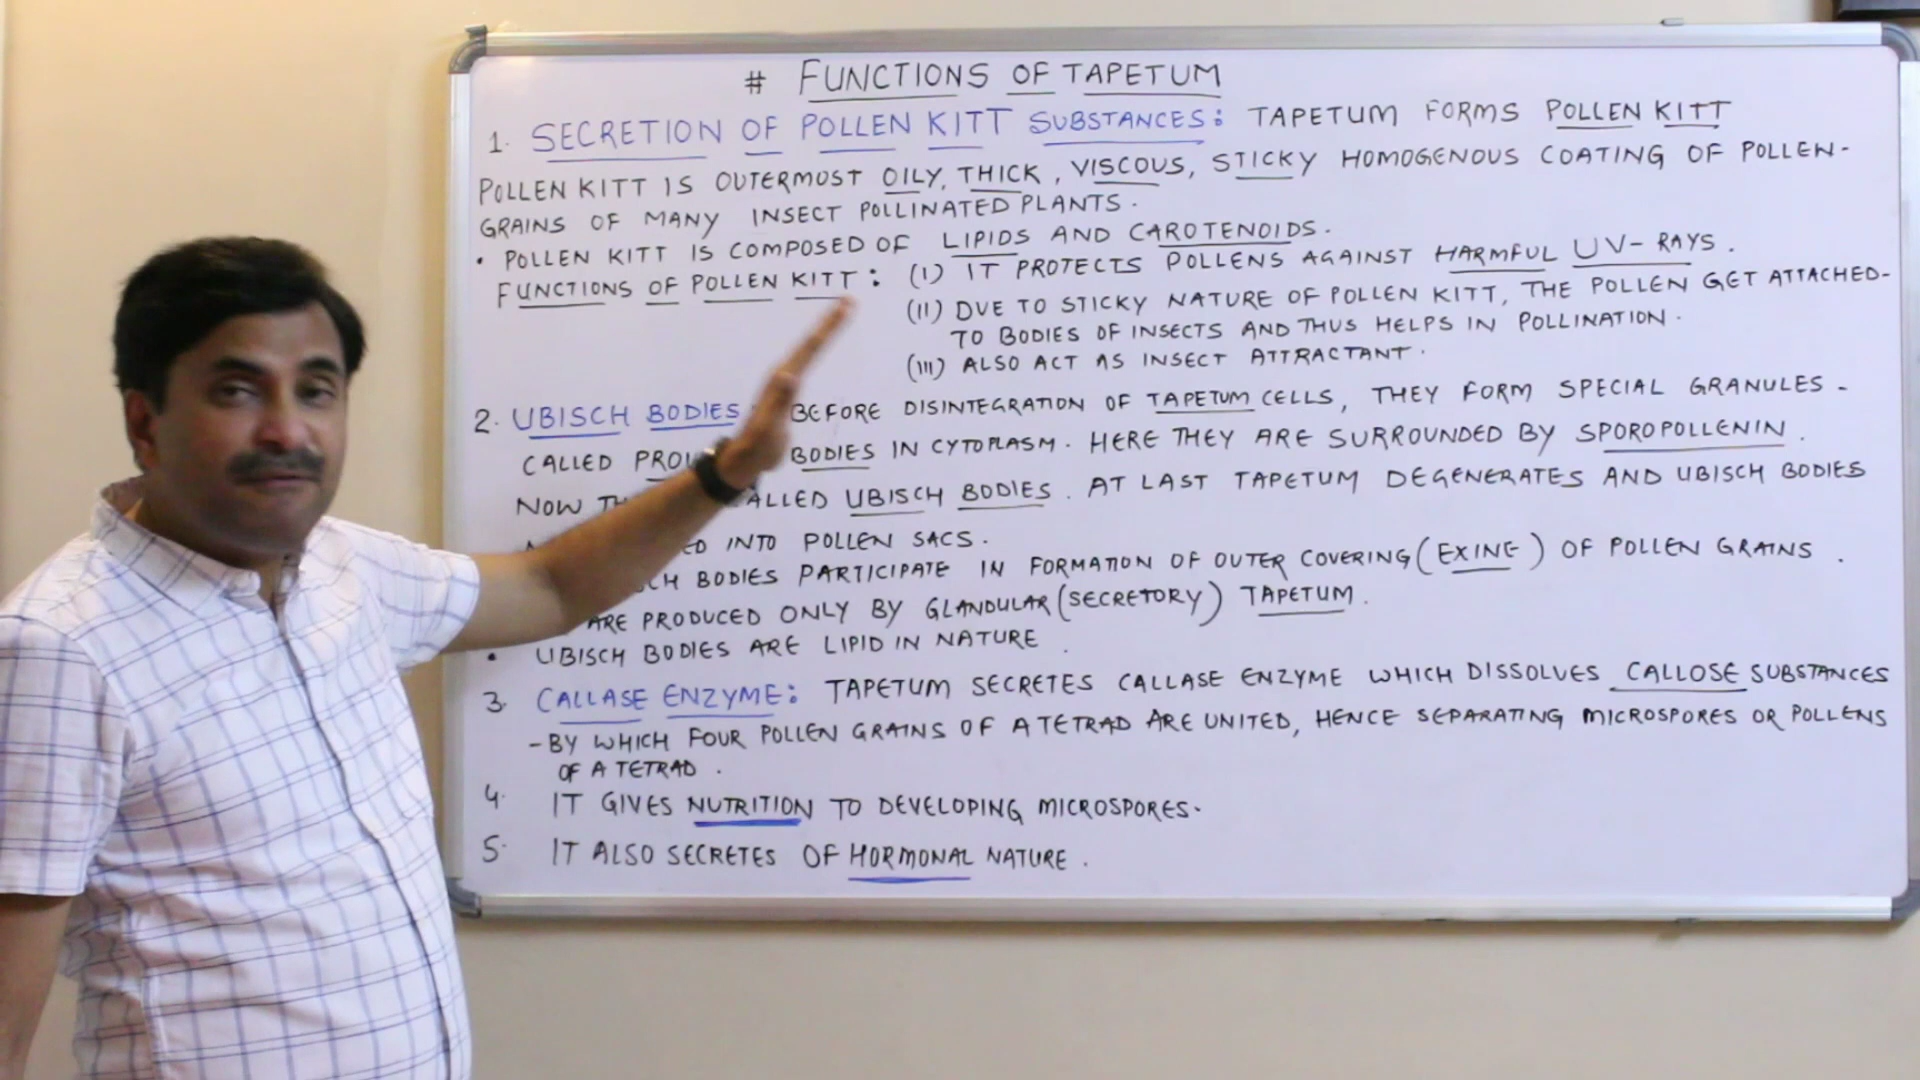 # FUNCTIONS OF TAPETUM
1. SECRETION OF POLLEN KITT SUBSTANCES: TAPETUM FORMS POLLEN KITT
POLLEN KITT IS OUTERMOST OILY, THICK, VISCOUS, STICKY HOMOGENOUS COATING OF POLLEN-
GRAINS OF MANY INSECT POLLINATED PLANTS.
• POLLEN KITT IS COMPOSED OF LIPIDS AND CAROTENOIDS.
FUNCTIONS OF POLLEN KITT: (I) IT PROTECTS POLLENS AGAINST HARMFUL UV-RAYS.
(II) DUE TO STICKY NATURE OF POLLEN KITT, THE POLLEN GET ATTACHED-
TO BODIES OF INSECTS AND THUS HELPS IN POLLINATION.
(III) ALSO ACT AS INSECT ATTRACTANT.
2. UBISCH BODIES BEFORE DISINTEGRATION OF TAPETUM CELLS, THEY FORM SPECIAL GRANULES-
CALLED BODIES IN CYTOPLASM. HERE THEY ARE SURROUNDED BY SPOROPOLLENIN.
NOW UBISCH BODIES. AT LAST TAPETUM DEGENERATES AND UBISCH BODIES
INTO POLLEN SACS.
BODIES PARTICIPATE IN FORMATION OF OUTER COVERING (EXINE) OF POLLEN GRAINS.
ARE PRODUCED ONLY BY GLANDULAR (SECRETORY) TAPETUM.
• UBISCH BODIES ARE LIPID IN NATURE.
3. CALLASE ENZYME: TAPETUM SECRETES CALLASE ENZYME WHICH DISSOLVES CALLOSE SUBSTANCES
-BY WHICH FOUR POLLEN GRAINS OF A TETRAD ARE UNITED, HENCE SEPARATING MICROSPORES OR POLLENS
OF A TETRAD.
4. IT GIVES NUTRITION TO DEVELOPING MICROSPORES.
5. IT ALSO SECRETES OF HORMONAL NATURE.